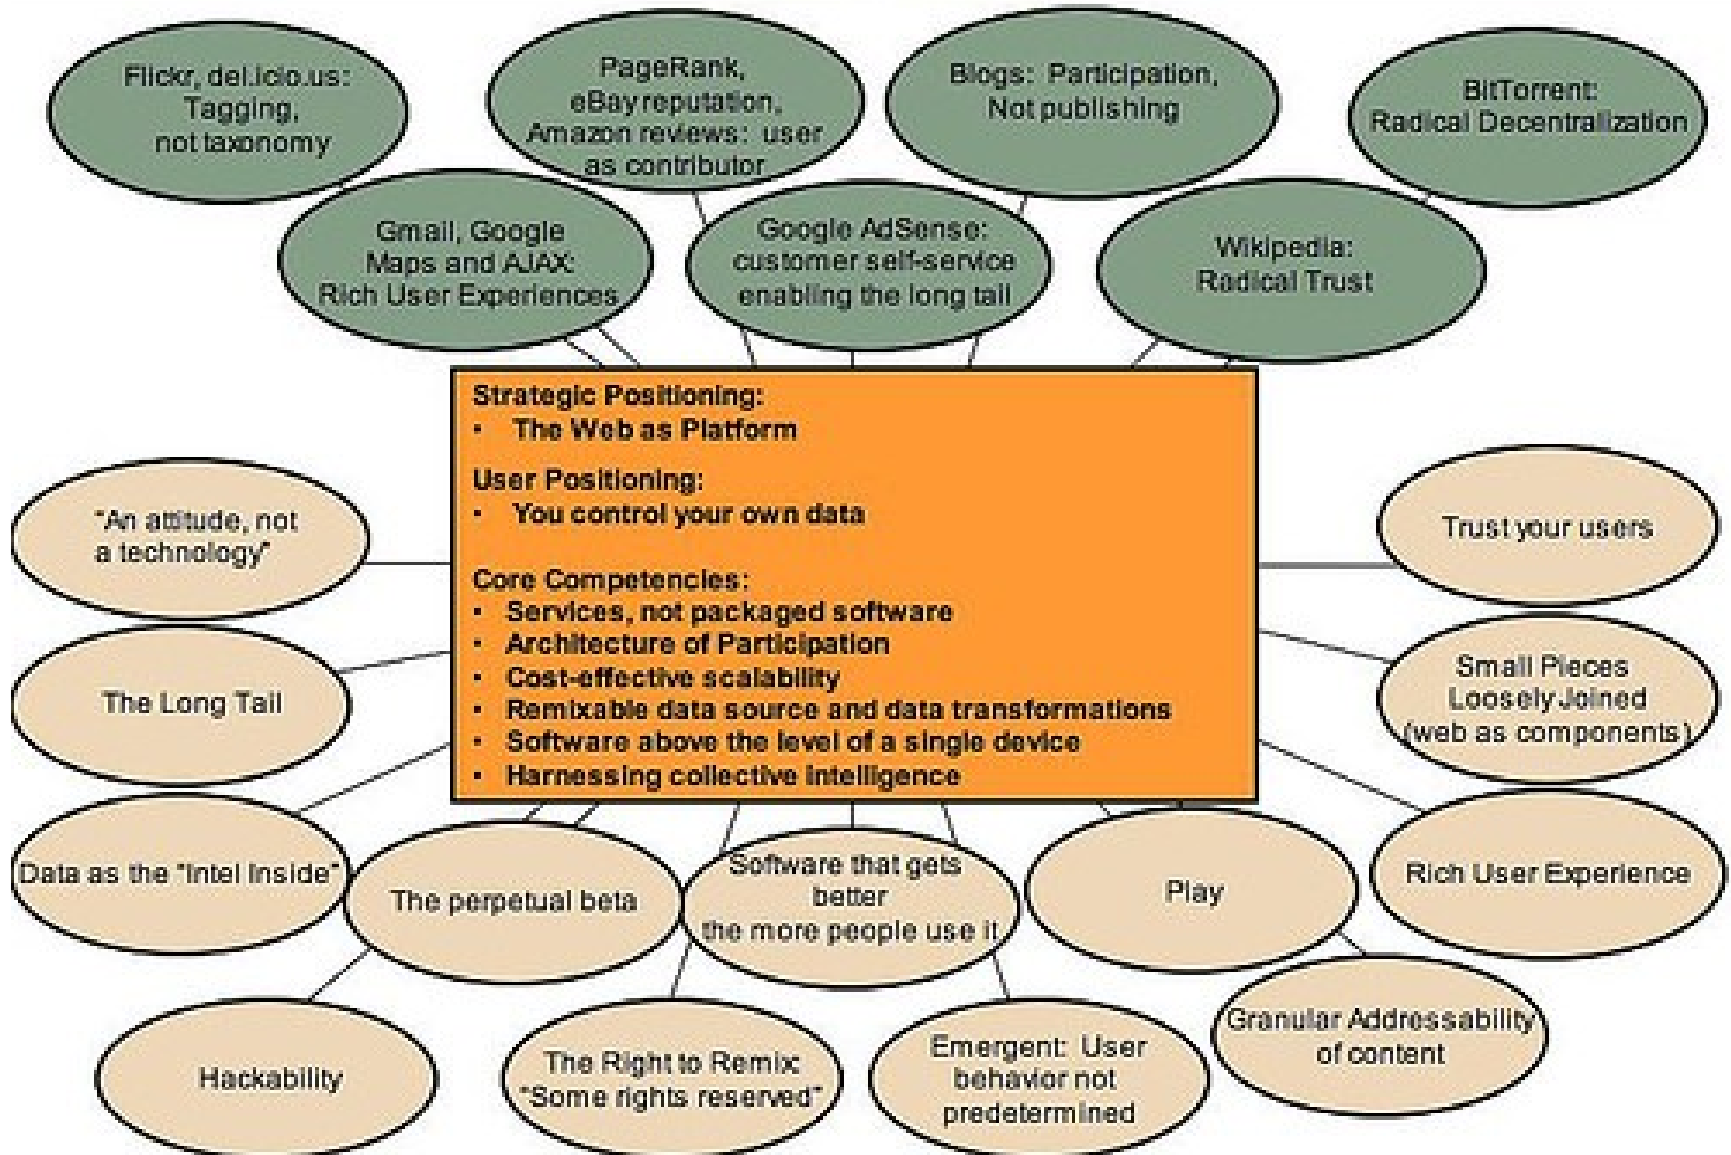 Flickr, del.icio.us:
Tagging,
not taxonomy
PageRank,
eBay reputation,
Amazon reviews: user
as contributor
Blogs: Participation,
Not publishing
BitTorrent:
Radical Decentralization
Gmail, Google
Maps and AJAX:
Rich User Experiences
Google AdSense:
customer self-service
enabling the long tail
Wikipedia:
Radical Trust
Strategic Positioning:
• The Web as Platform
User Positioning:
• You control your own data
Core Competencies:
• Services, not packaged software
• Architecture of Participation
• Cost-effective scalability
• Remixable data source and data transformations
• Software above the level of a single device
• Harnessing collective intelligence
"An attitude, not
a technology"
Trust your users
The Long Tail
Small Pieces
Loosely Joined
(web as components)
Data as the "Intel Inside"
The perpetual beta
Software that gets
better
the more people use it
Play
Rich User Experience
Hackability
The Right to Remix:
"Some rights reserved"
Emergent: User
behavior not
predetermined
Granular Addressability
of content